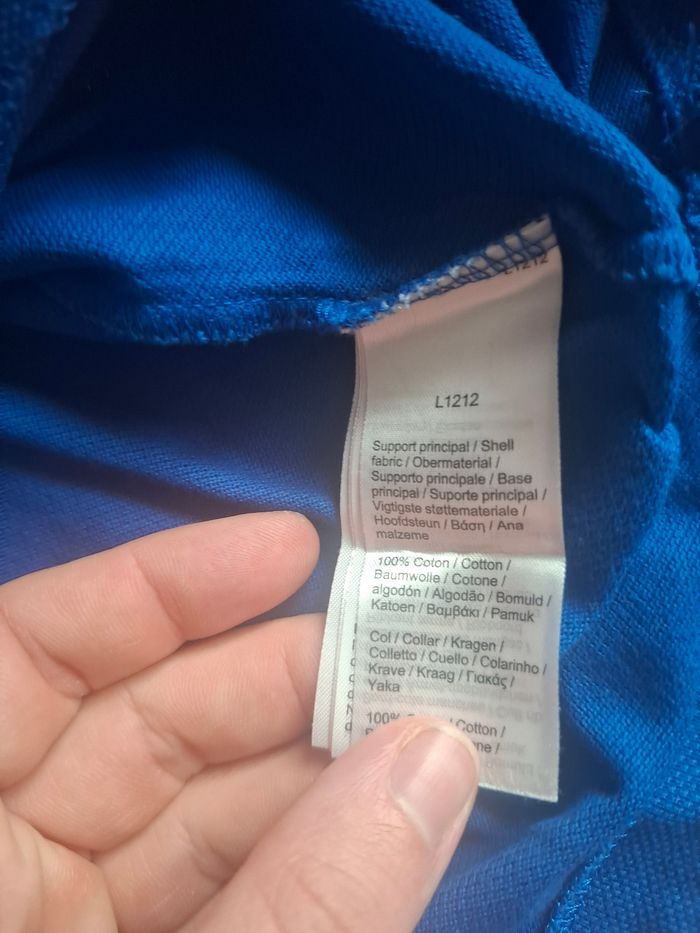 L1212
L1212
Support principal / Shell
fabric / Obermaterial /
Supporto principale / Base
principal / Suporte principal /
Vigtigste støttemateriale /
Hoofdsteun / Βάση / Ana
malzeme
100% Coton / Cotton /
Baumwolle / Cotone /
algodón / Algodão / Bomuld /
Katoen / Βαμβάκι / Pamuk
Col / Collar / Kragen /
Colletto / Cuello / Colarinho /
Krave / Kraag / Γιακάς /
Yaka
100% / Cotton /